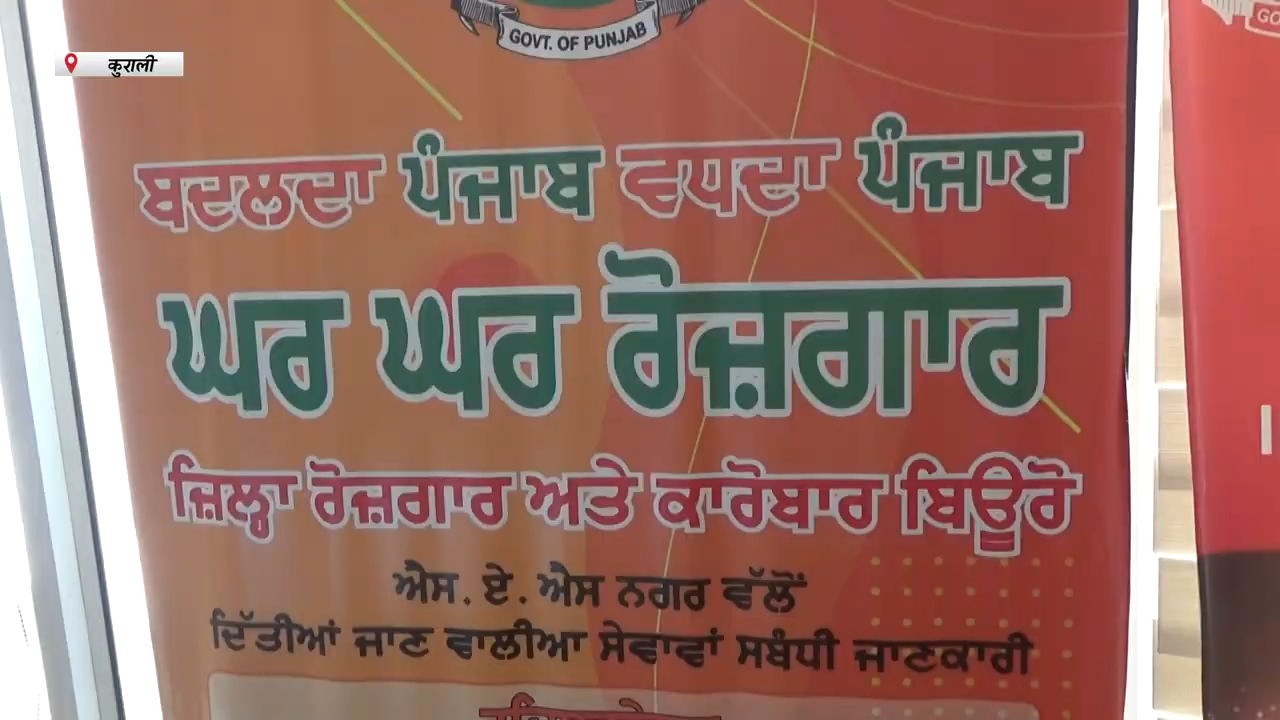 GOVT. OF PUNJAB
कुराली
ਬਦਲਦਾ ਪੰਜਾਬ ਵਧਦਾ ਪੰਜਾਬ
ਘਰ ਘਰ ਰੋਜ਼ਗਾਰ
ਜ਼ਿਲ੍ਹਾ ਰੋਜ਼ਗਾਰ ਅਤੇ ਕਾਰੋਬਾਰ ਬਿਊਰੋ
ਐਸ. ਏ. ਐਸ ਨਗਰ ਵੱਲੋਂ
ਦਿੱਤੀਆਂ ਜਾਣ ਵਾਲੀਆ ਸੇਵਾਵਾਂ ਸਬੰਧੀ ਜਾਣਕਾਰੀ